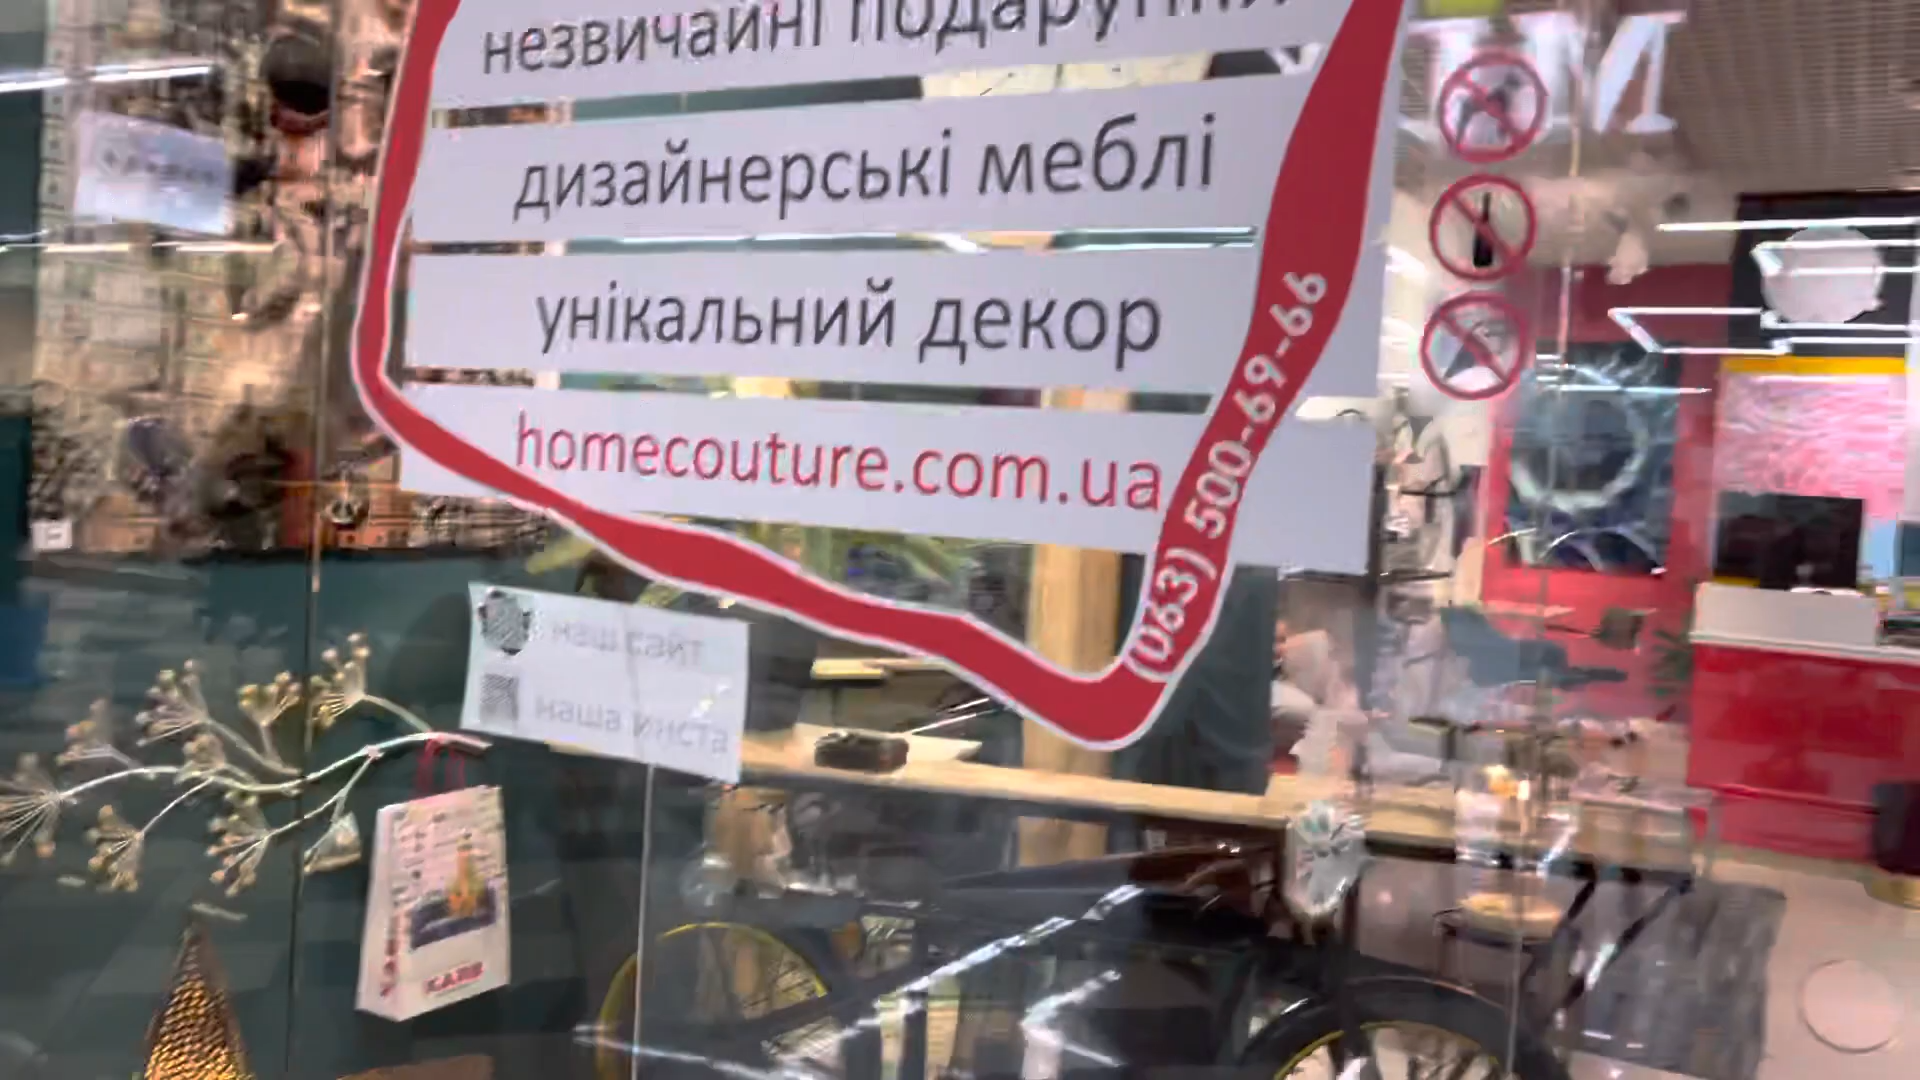 незвичайні подарунки
дизайнерські меблі
унікальний декор
homecouture.com.ua
(063) 500-69-66
наш сайт
наша инста